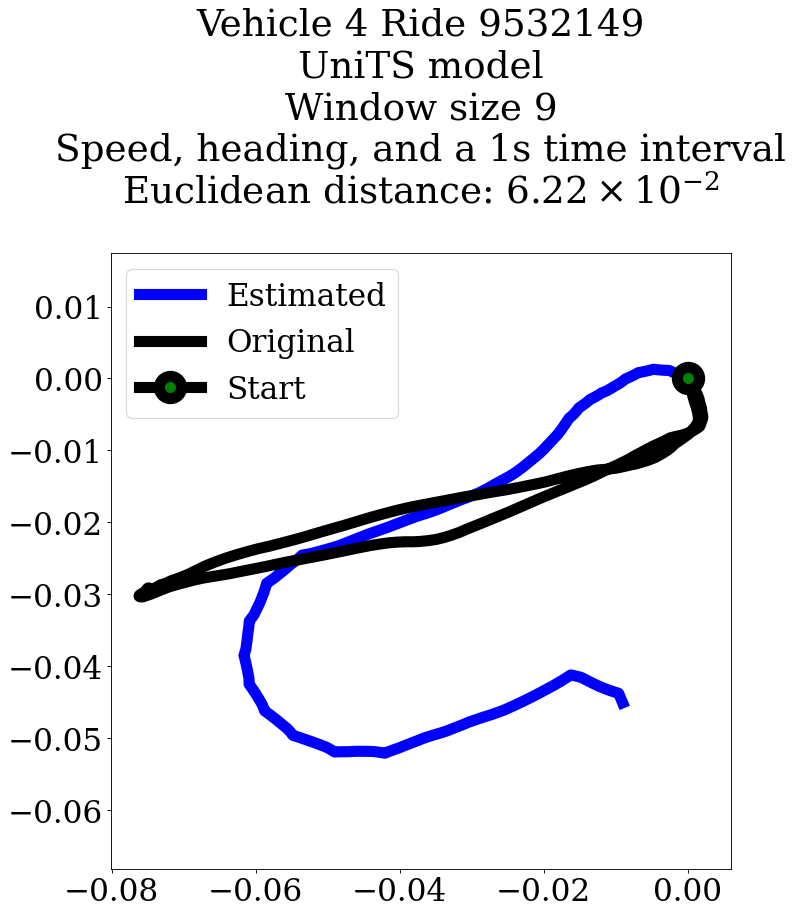 Vehicle 4 Ride 9532149
UniTS model
Window size 9
Speed, heading, and a 1s time interval
Euclidean distance: 6.22 × 10⁻²
Estimated
Original
Start
0.01
0.00
−0.01
−0.02
−0.03
−0.04
−0.05
−0.06
−0.08 −0.06 −0.04 −0.02 0.00